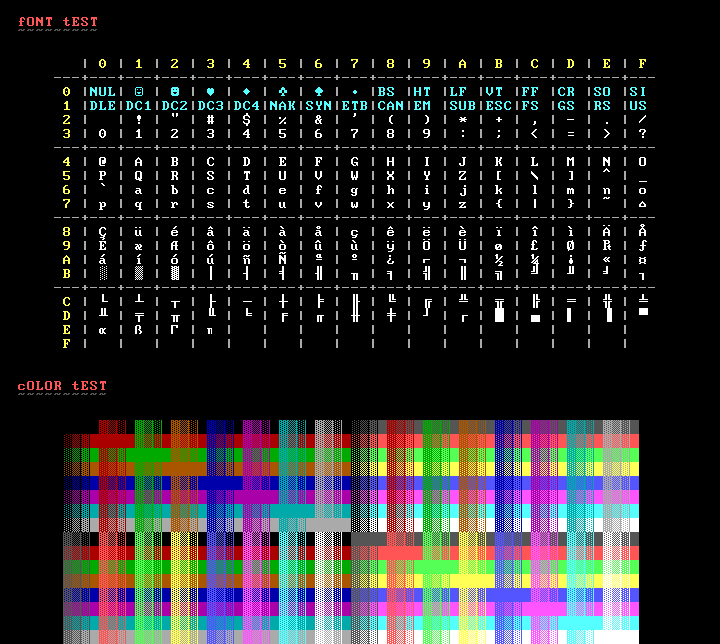 fONT tEST
~~~~~~~~~
| 0 | 1 | 2 | 3 | 4 | 5 | 6 | 7 | 8 | 9 | A | B | C | D | E | F
0 |NUL| ☺ | ☻ | ♥ | ♦ | ♣ | ♠ | • |BS |HT |LF |VT |FF |CR |SO |SI
1 |DLE|DC1|DC2|DC3|DC4|NAK|SYN|ETB|CAN|EM |SUB|ESC|FS |GS |RS |US
2 | | ! | " | # | $ | % | & | ' | ( | ) | * | + | , | - | . | /
3 | 0 | 1 | 2 | 3 | 4 | 5 | 6 | 7 | 8 | 9 | : | ; | < | = | > | ?
4 | @ | A | B | C | D | E | F | G | H | I | J | K | L | M | N | O
5 | P | Q | R | S | T | U | V | W | X | Y | Z | [ | \ | ] | ^ | _
6 | ` | a | b | c | d | e | f | g | h | i | j | k | l | m | n | o
7 | p | q | r | s | t | u | v | w | x | y | z | { | | | } | ~ | ⌂
8 | Ç | ü | é | â | ä | à | å | ç | ê | ë | è | ï | î | ì | Ä | Å
9 | É | æ | ff | ô | ö | ò | û | ù | ÿ | Ö | Ü | ø | £ | Ø | R | ƒ
A | á | í | ó | ú | ñ | Ñ | ª | º | ¿ | ⌐ | ¬ | ½ | ¼ | ¡ | « | ¤
B | ░ | ▒ | ▓ | │ | ┤
C | └ | ┴ | ┬ | ├ | ─ | ┼
D
E | α | ß | Γ | π
F
cOLOR tEST
~~~~~~~~~~